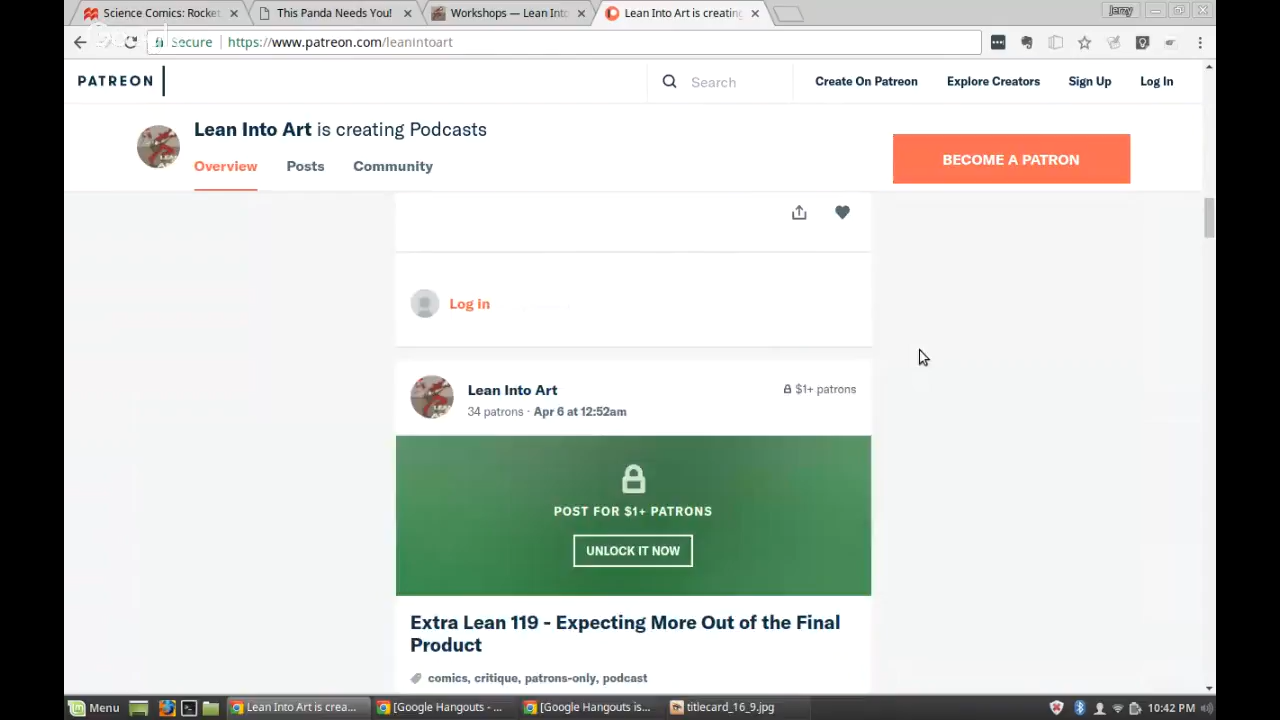 Science Comics: Rocket
This Panda Needs You!
Workshops — Lean Into
Lean Into Art is creating
Jerzy
Secure
https://www.patreon.com/leanintoart
PATREON
Search
Create On Patreon
Explore Creators
Sign Up
Log In
Lean Into Art is creating Podcasts
BECOME A PATRON
Overview
Posts
Community
Log in
Lean Into Art
$1+ patrons
34 patrons · Apr 6 at 12:52am
POST FOR $1+ PATRONS
UNLOCK IT NOW
Extra Lean 119 - Expecting More Out of the Final
Product
comics, critique, patrons-only, podcast
Menu
Lean Into Art is crea...
[Google Hangouts - ...
[Google Hangouts is...
titlecard_16_9.jpg
10:42 PM